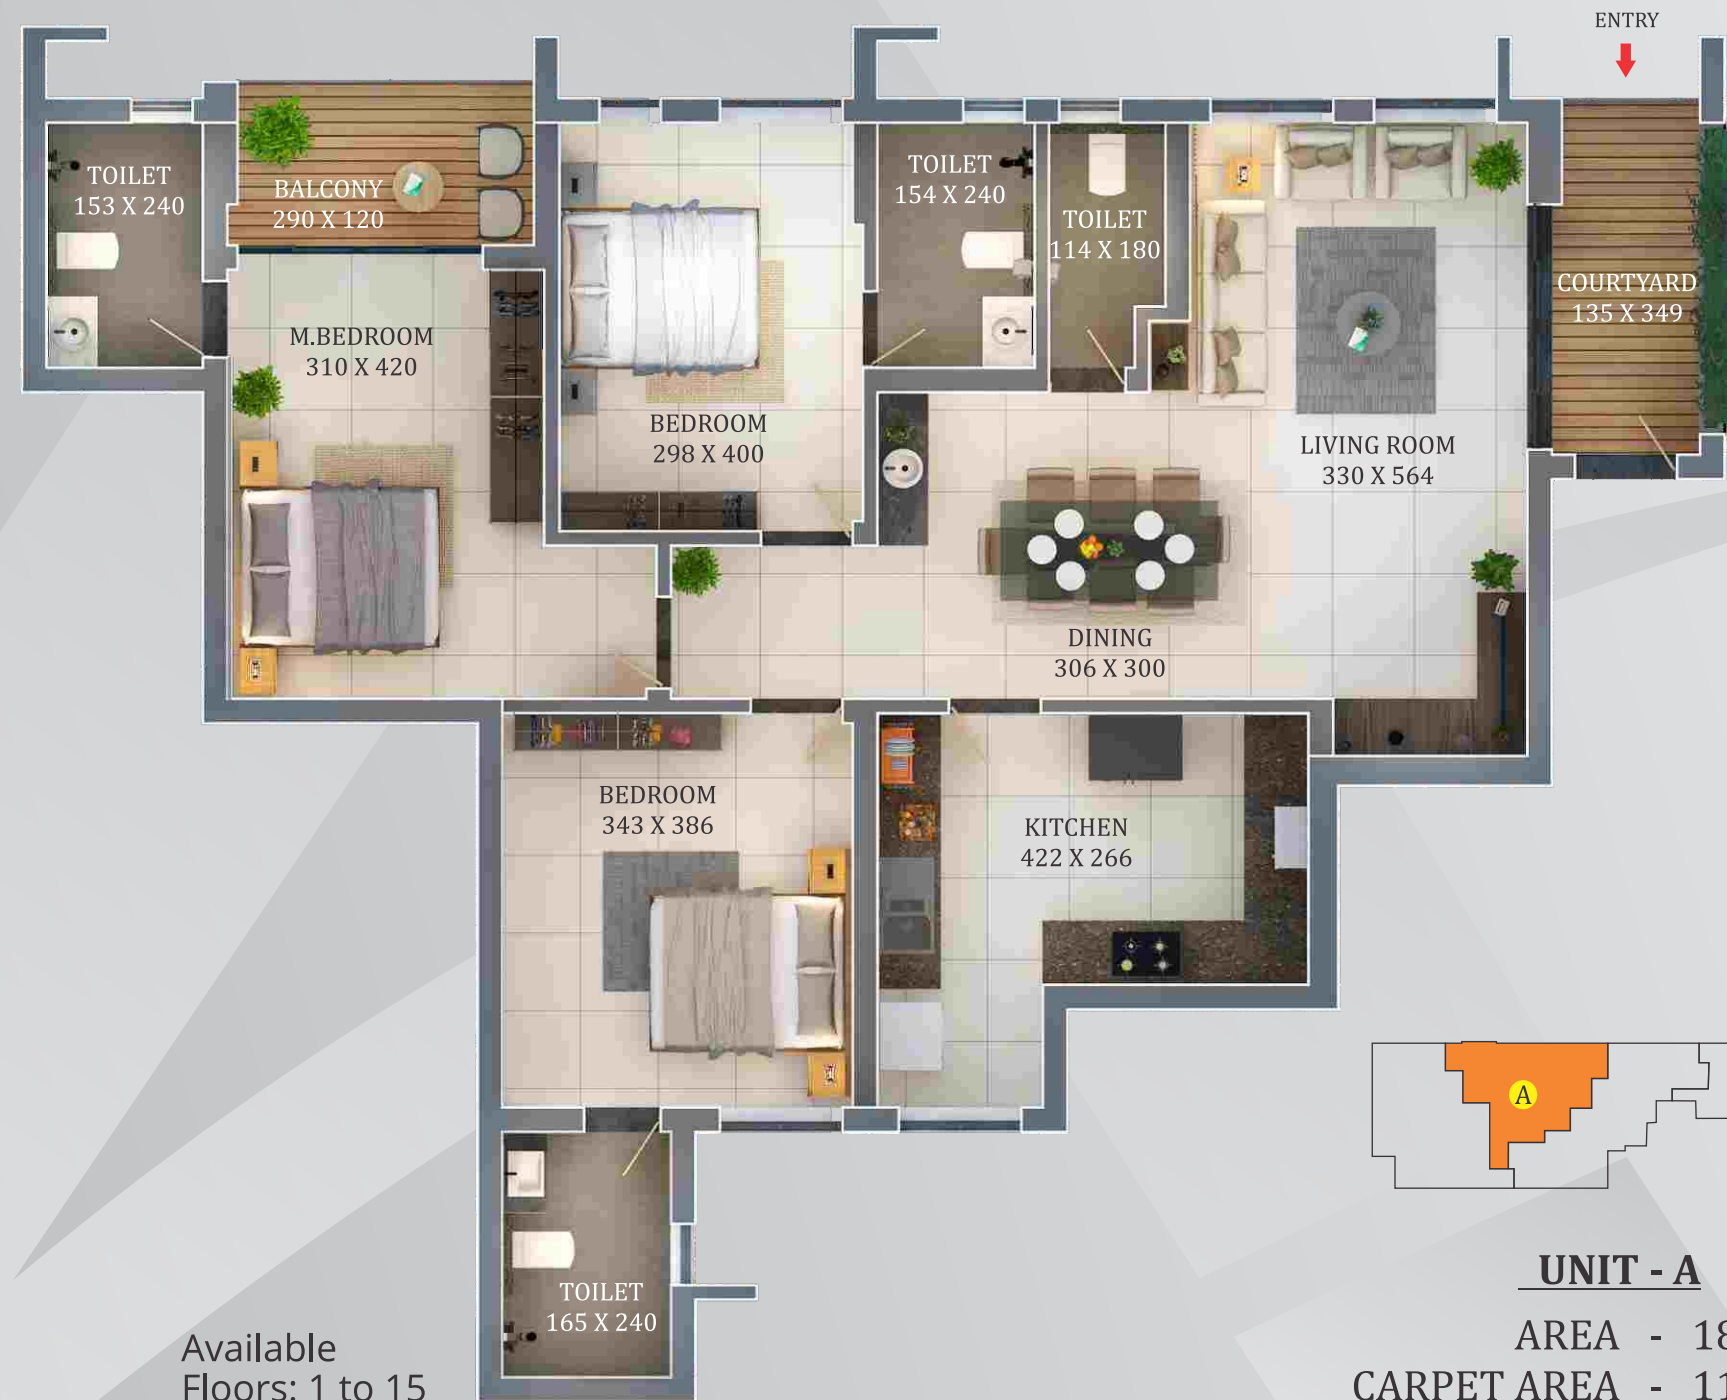 ENTRY
TOILET
153 X 240
BALCONY
290 X 120
TOILET
154 X 240
TOILET
114 X 180
COURTYARD
135 X 349
M.BEDROOM
310 X 420
BEDROOM
298 X 400
LIVING ROOM
330 X 564
DINING
306 X 300
BEDROOM
343 X 386
KITCHEN
422 X 266
A
TOILET
165 X 240
UNIT - A
AREA - 18
CARPET AREA - 11
Available
Floors: 1 to 15